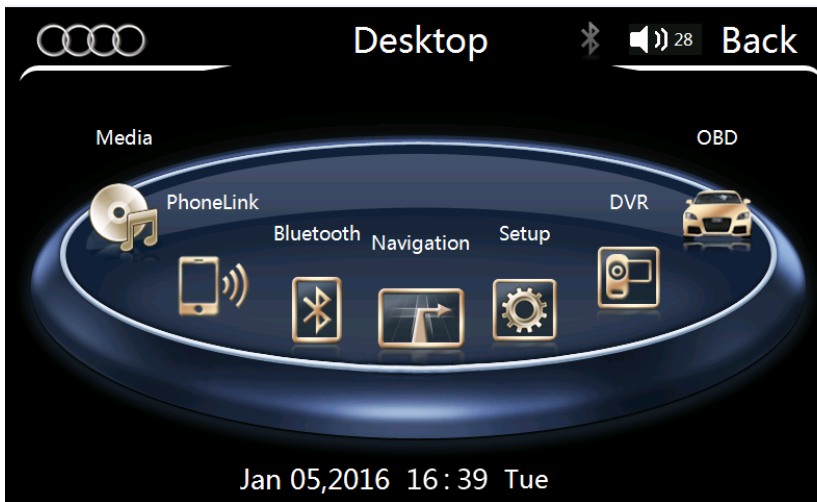 Desktop
28
Back
Media
OBD
PhoneLink
DVR
Bluetooth
Navigation
Setup
Jan 05,2016 16:39 Tue